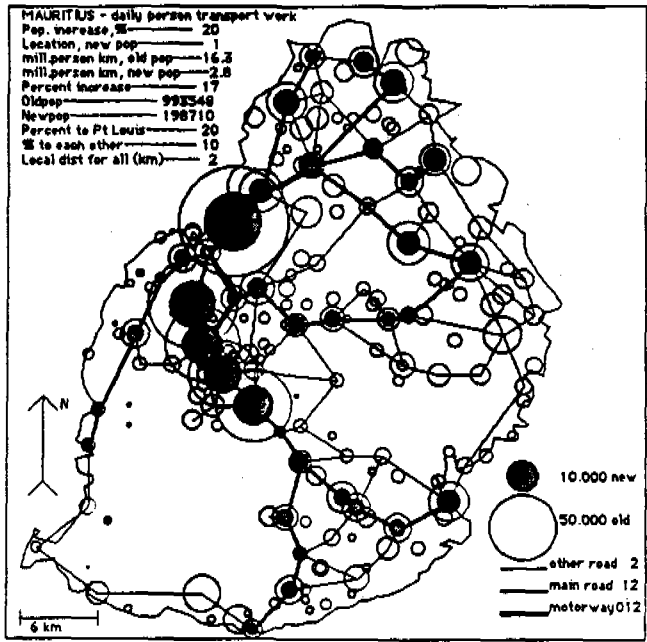 MAURITIUS - daily person transport work
Pop. increase,% 20
Location, new pop 1
mill.person km, old pop 16.3
mill.person km, new pop 2.8
Percent increase 17
Oldpop 993548
Newpop 198710
Percent to Pt Louis 20
% to each other 10
Local dist for all (km) 2
N
10.000 new
50.000 old
other road 2
main road 12
motorway 012
6 km